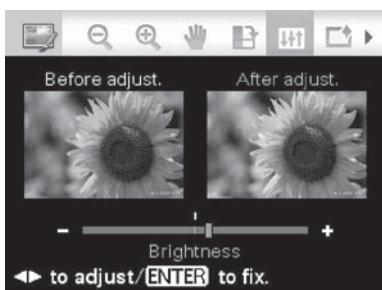 Before adjust. After adjust.
- +
Brightness
◄► to adjust/ENTER to fix.